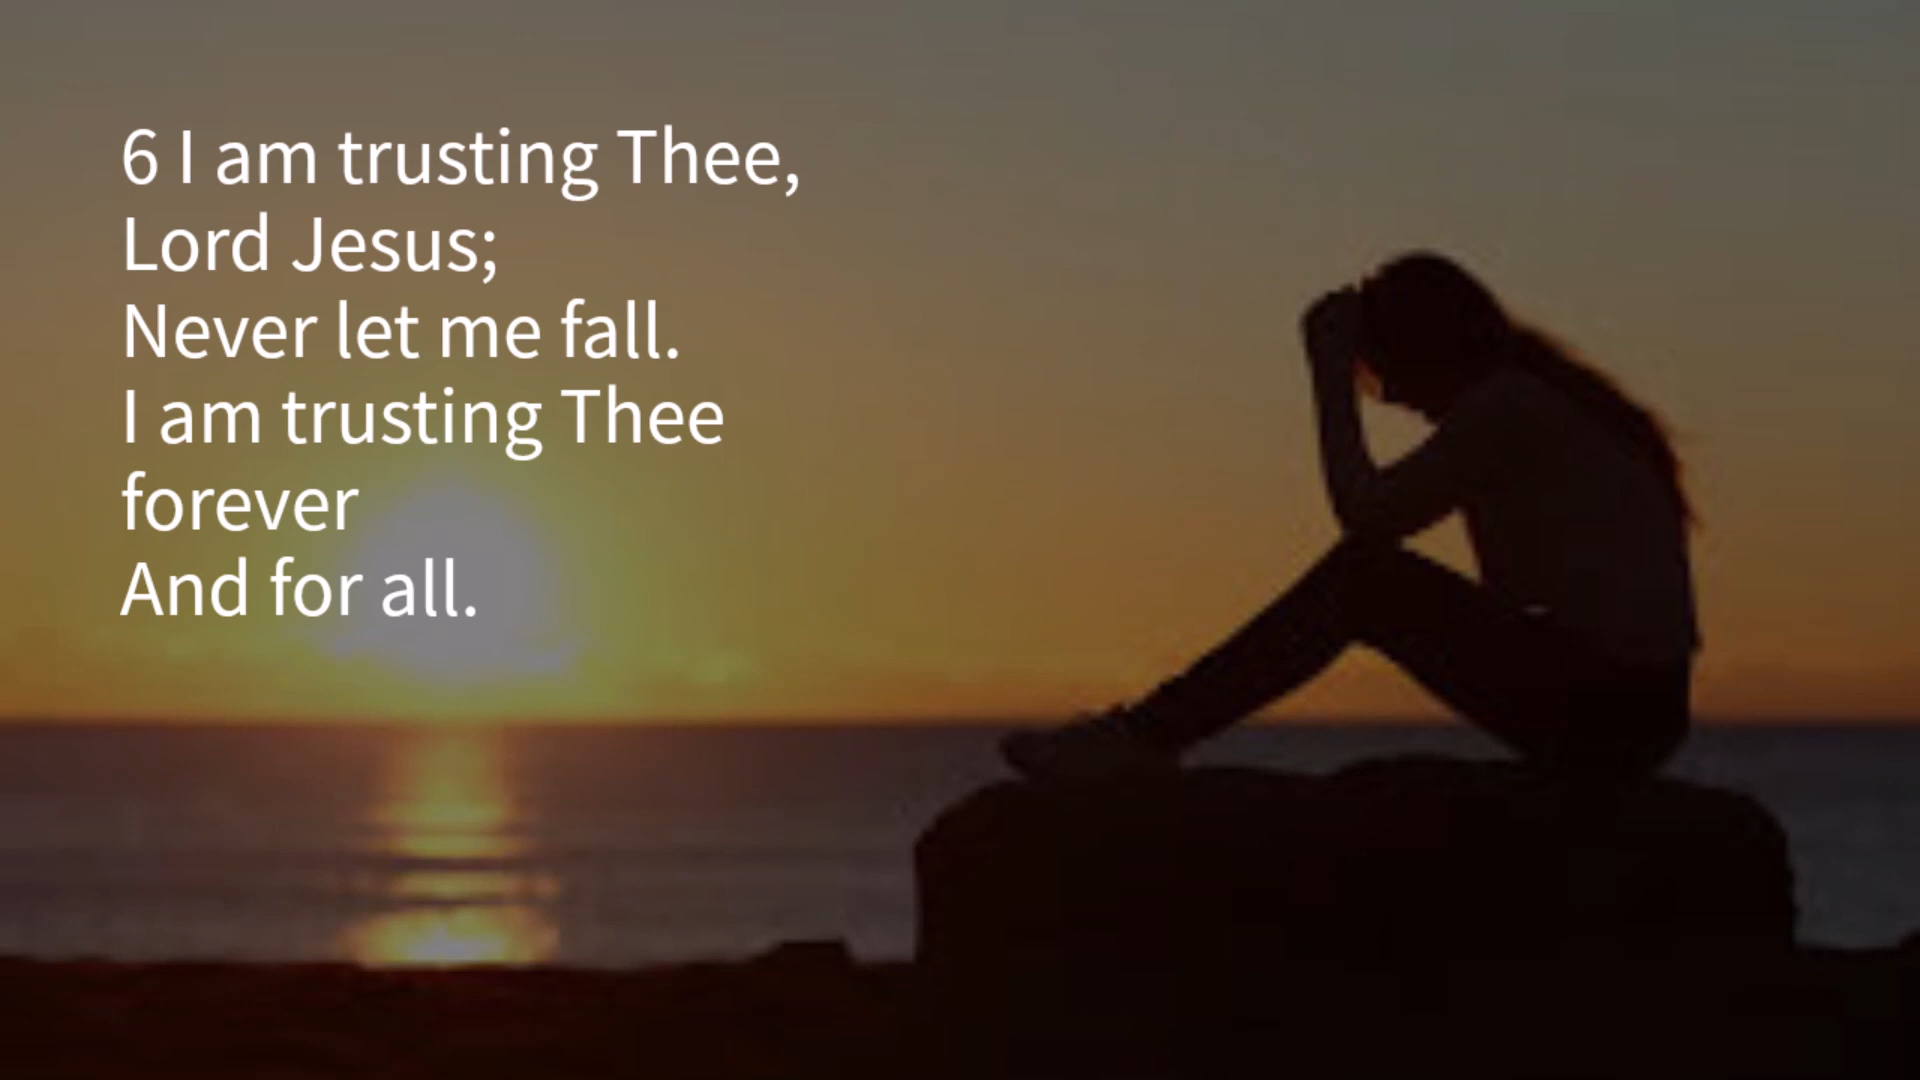 6 I am trusting Thee,
Lord Jesus;
Never let me fall.
I am trusting Thee
forever
And for all.